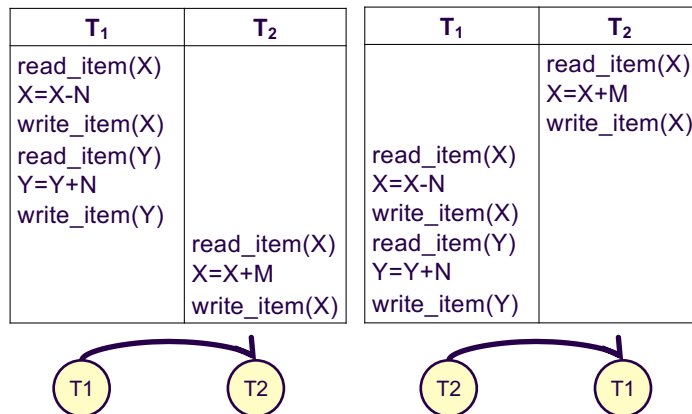 T₁ T₂
read_item(X)
X=X-N
write_item(X)
read_item(Y)
Y=Y+N
write_item(Y)
read_item(X)
X=X+M
write_item(X)
T1 T2
T₁ T₂
read_item(X)
X=X+M
write_item(X)
read_item(X)
X=X-N
write_item(X)
read_item(Y)
Y=Y+N
write_item(Y)
T2 T1